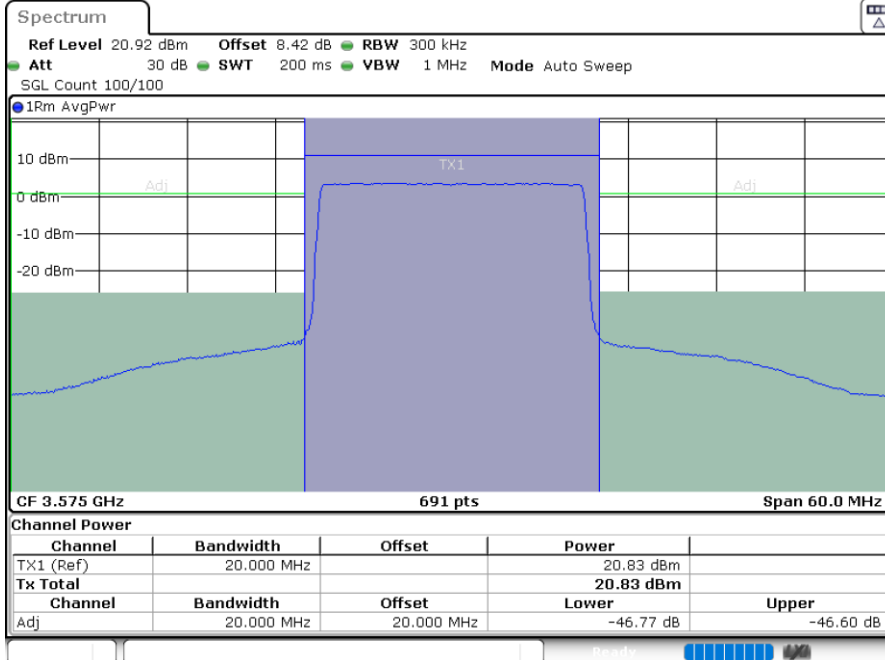 Spectrum
Ref Level 20.92 dBm Offset 8.42 dB RBW 300 kHz
Att 30 dB SWT 200 ms VBW 1 MHz Mode Auto Sweep
SGL Count 100/100
1Rm AvgPwr
10 dBm
TX1
Adj Adj
0 dBm
-10 dBm
-20 dBm
CF 3.575 GHz 691 pts Span 60.0 MHz
Channel Power
Channel Bandwidth Offset Power
TX1 (Ref) 20.000 MHz 20.83 dBm
Tx Total 20.83 dBm
Channel Bandwidth Offset Lower Upper
Adj 20.000 MHz 20.000 MHz -46.77 dB -46.60 dB
Ready